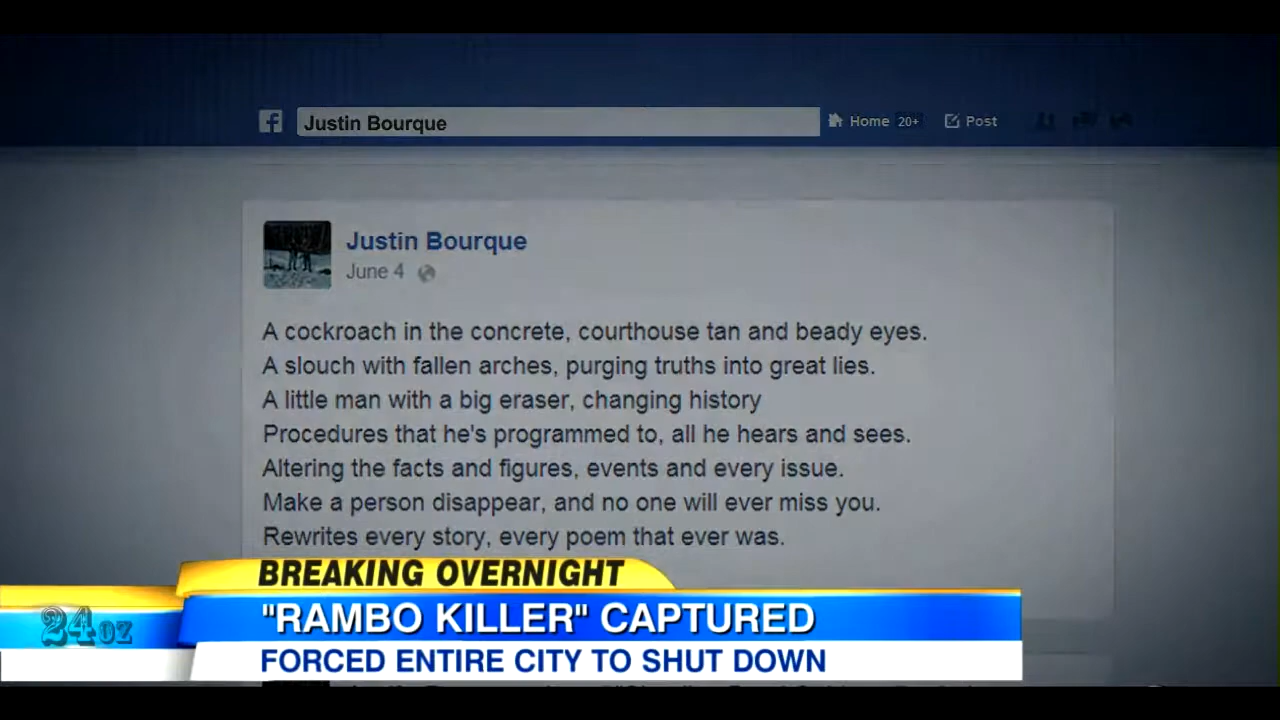 Justin Bourque
Home 20+ Post
Justin Bourque
June 4
A cockroach in the concrete, courthouse tan and beady eyes.
A slouch with fallen arches, purging truths into great lies.
A little man with a big eraser, changing history
Procedures that he's programmed to, all he hears and sees.
Altering the facts and figures, events and every issue.
Make a person disappear, and no one will ever miss you.
Rewrites every story, every poem that ever was.
BREAKING OVERNIGHT
"RAMBO KILLER" CAPTURED
24oz
FORCED ENTIRE CITY TO SHUT DOWN